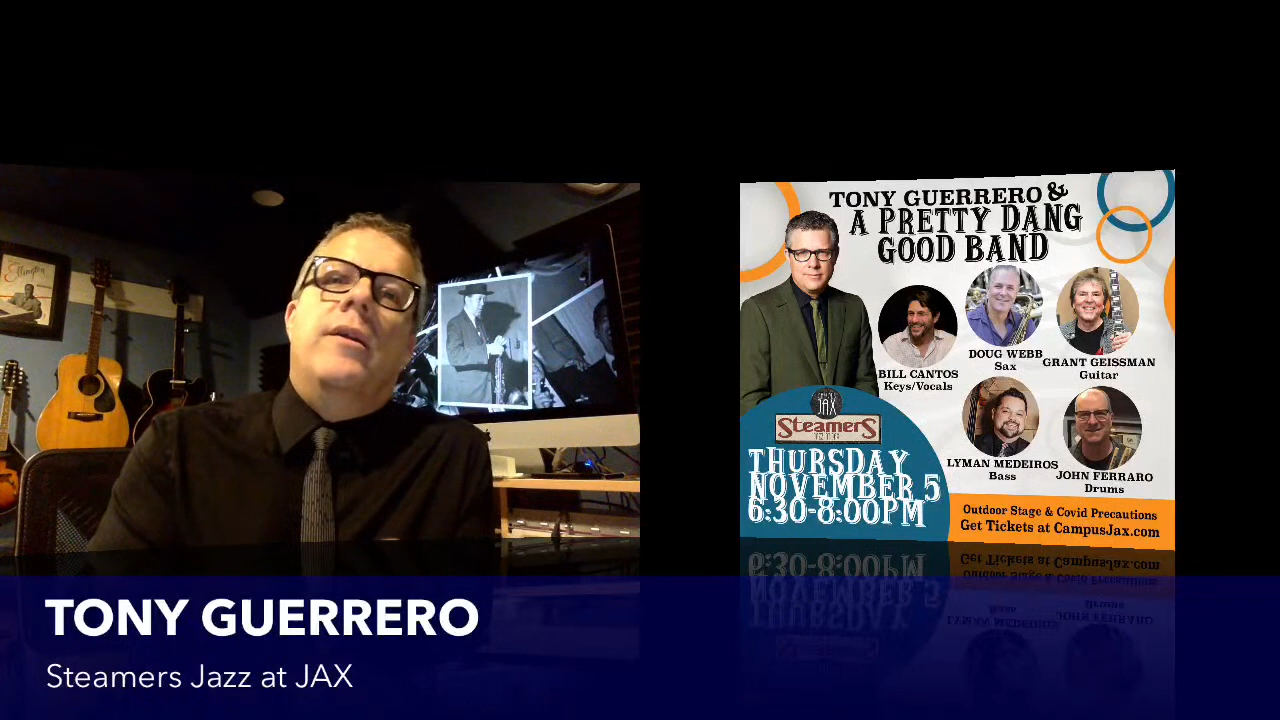 Ellington
TONY GUERRERO &
A PRETTY DANG
GOOD BAND
DOUG WEBB
Sax
GRANT GEISSMAN
Guitar
BILL CANTOS
Keys/Vocals
JAX
STEAMERS
LYMAN MEDEIROS
Bass
JOHN FERRARO
Drums
THURSDAY
NOVEMBER 5
6:30-8:00PM
Outdoor Stage & Covid Precautions
Get Tickets at CampusJax.com
TONY GUERRERO
Steamers Jazz at JAX